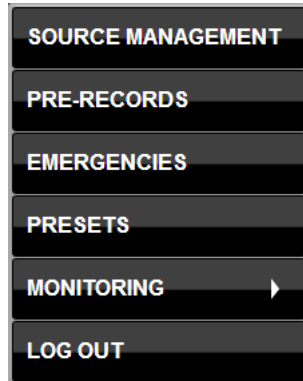 SOURCE MANAGEMENT
PRE-RECORDS
EMERGENCIES
PRESETS
MONITORING
LOG OUT